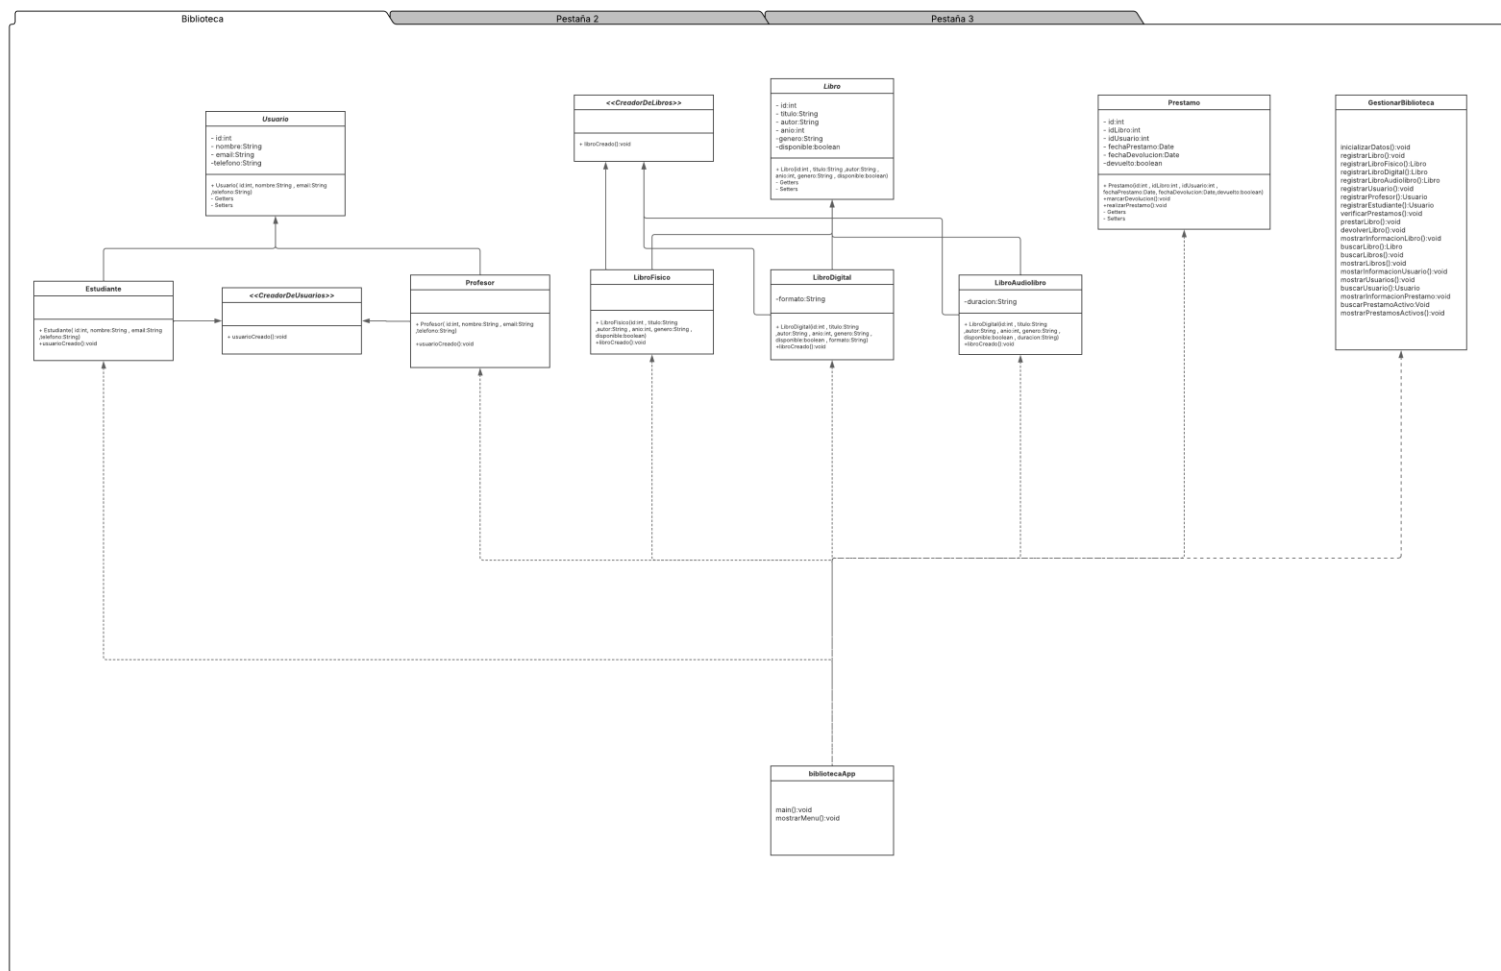 Biblioteca
Pestaña 2
Pestaña 3
Usuario
- id:int
- nombre:String
- email:String
-telefono:String
+ Usuario( id:int, nombre:String , email:String
,telefono:String)
- Getters
- Setters
<<CreadorDeLibros>>
+ libroCreado():void
Libro
- id:int
- titulo:String
- autor:String
- anio:int
-genero:String
-disponible:boolean
+ Libro(id:int , titulo:String ,autor:String ,
anio:int, genero:String , disponible:boolean)
- Getters
- Setters
Prestamo
- id:int
- idLibro:int
- idUsuario:int
- fechaPrestamo:Date
- fechaDevolucion:Date
-devuelto:boolean
+ Prestamo(id:int , idLibro:int , idUsuario:int ,
fechaPrestamo:Date, fechaDevolucion:Date,devuelto:boolean)
+marcarDevolucion():void
+realizarPrestamo():void
- Getters
- Setters
GestionarBiblioteca
inicializarDatos():void
registrarLibro():void
registrarLibroFisico():Libro
registrarLibroDigital():Libro
registrarLibroAudiolibro():Libro
registrarUsuario():void
registrarProfesor():Usuario
registrarEstudiante():Usuario
verificarPrestamos():void
prestarLibro():void
devolverLibro():void
mostrarInformacionLibro():void
buscarLibro():Libro
buscarLibros():void
mostrarLibros():void
mostarInformacionUsuario():void
mostrarUsuarios():void
buscarUsuario():Usuario
mostrarInformacionPrestamo:void
buscarPrestamoActivo:Void
mostrarPrestamosActivos():void
Estudiante
+ Estudiante( id:int, nombre:String , email:String
,telefono:String)
+usuarioCreado():void
<<CreadorDeUsuarios>>
+ usuarioCreado():void
Profesor
+ Profesor( id:int, nombre:String , email:String
,telefono:String)
+usuarioCreado():void
LibroFisico
+ LibroFisico(id:int , titulo:String
,autor:String , anio:int, genero:String ,
disponible:boolean)
+libroCreado():void
LibroDigital
-formato:String
+ LibroDigital(id:int , titulo:String
,autor:String , anio:int, genero:String ,
disponible:boolean , formato:String)
+libroCreado():void
LibroAudiolibro
-duracion:String
+ LibroDigital(id:int , titulo:String
,autor:String , anio:int, genero:String ,
disponible:boolean , duracion:String)
+libroCreado():void
bibliotecaApp
main():void
mostrarMenu():void